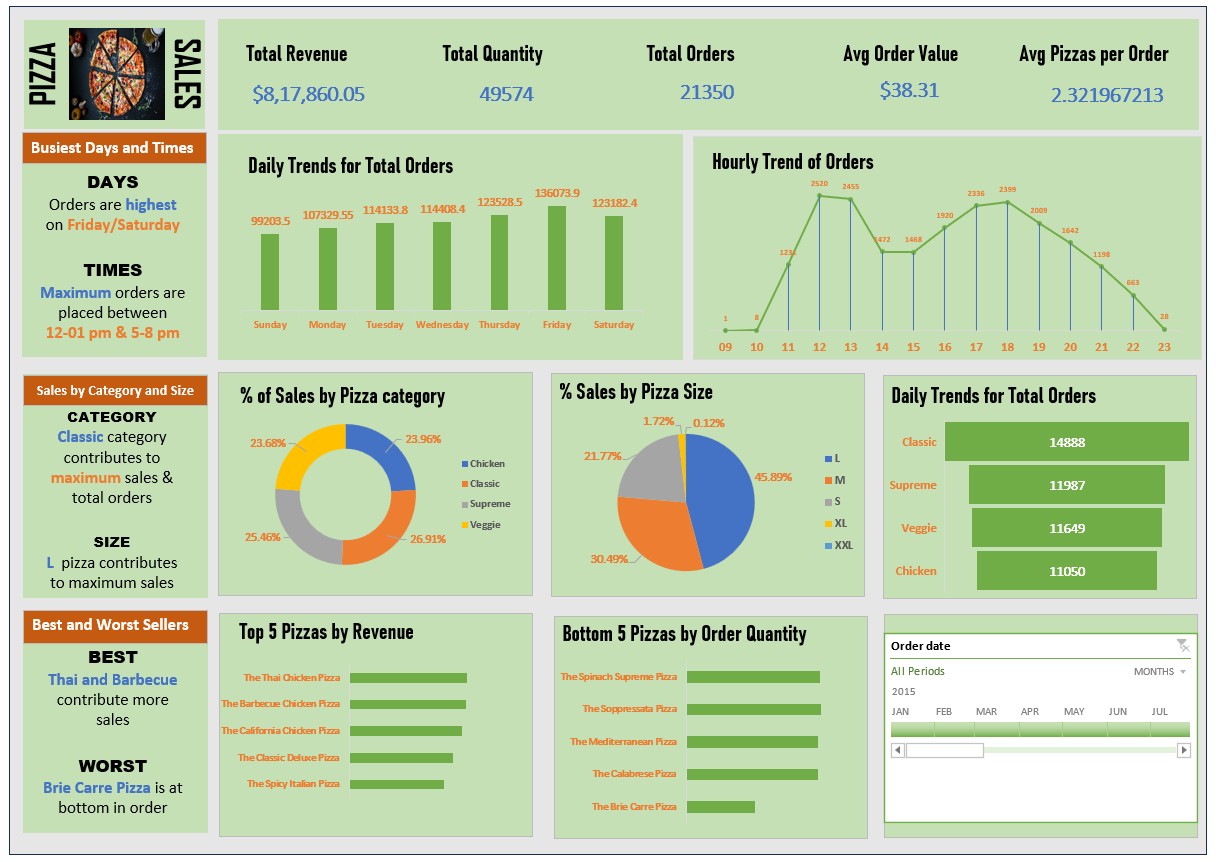 PIZZA
SALES
Total Revenue
$8,17,860.05
Total Quantity
49574
Total Orders
21350
Avg Order Value
$38.31
Avg Pizzas per Order
2.321967213
Busiest Days and Times
DAYS
Orders are highest
on Friday/Saturday
TIMES
Maximum orders are
placed between
12-01 pm & 5-8 pm
Daily Trends for Total Orders
99203.5
107329.55
114133.8
114408.4
123528.5
136073.9
123182.4
Sunday
Monday
Tuesday
Wednesday
Thursday
Friday
Saturday
Hourly Trend of Orders
1
8
1231
2520
2455
1472
1468
1920
2336
2399
2009
1642
1198
663
28
09
10
11
12
13
14
15
16
17
18
19
20
21
22
23
Sales by Category and Size
CATEGORY
Classic category
contributes to
maximum sales &
total orders
SIZE
L pizza contributes
to maximum sales
% of Sales by Pizza category
23.68%
23.96%
25.46%
26.91%
Chicken
Classic
Supreme
Veggie
% Sales by Pizza Size
1.72%
0.12%
21.77%
45.89%
30.49%
L
M
S
XL
XXL
Daily Trends for Total Orders
Classic 14888
Supreme 11987
Veggie 11649
Chicken 11050
Best and Worst Sellers
BEST
Thai and Barbecue
contribute more
sales
WORST
Brie Carre Pizza is at
bottom in order
Top 5 Pizzas by Revenue
The Thai Chicken Pizza
The Barbecue Chicken Pizza
The California Chicken Pizza
The Classic Deluxe Pizza
The Spicy Italian Pizza
Bottom 5 Pizzas by Order Quantity
The Spinach Supreme Pizza
The Soppressata Pizza
The Mediterranean Pizza
The Calabrese Pizza
The Brie Carre Pizza
Order date
All Periods
MONTHS
2015
JAN FEB MAR APR MAY JUN JUL